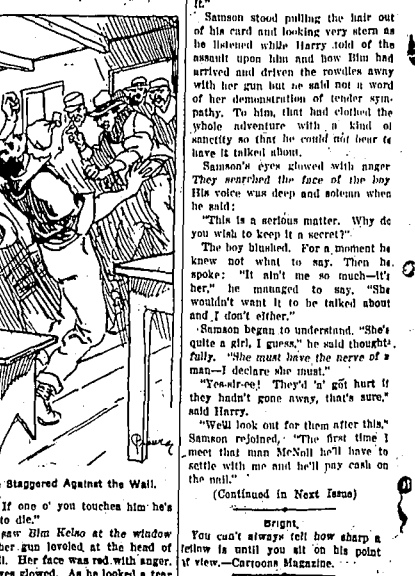 it."
Samson stood pulling the hair out
of his card and looking very stern as
he listened while Harry told of the
assault upon him and how Bim had
arrived and driven the rowdies away
with her gun but he said not a word
of her demonstration of tender sym-
pathy. To him, that had clothed the
whole adventure with a kind of
sanctity so that he could not bear to
have it talked about.
Samson's eyes glowed with anger
They searched the face of the boy
His voice was deep and solemn when
he said:
"This is a serious matter. Why do
you wish to keep it a secret?"
The boy blushed. For a moment he
knew not what to say. Then he
spoke: "It ain't me so much—it's
her," he managed to say. "She
wouldn't want it to be talked about
and I don't either."
Samson began to understand. "She's
quite a girl, I guess," he said thought-
fully. "She must have the nerve of a
man—I declare she must."
"Yes-sir-ee! They'd 'a' got hurt if
they hadn't gone away, that's sure,"
said Harry.
"We'll look out for them after this,"
Samson rejoined, "The first time I
meet that man McNoll he'll have to
settle with me and he'll pay cash on
the nail."
(Continued in Next Issue)
Bright.
You can't always tell how sharp a
fellow is until you sit on his point
of view.—Cartoons Magazine.
Staggered Against the Wall.
If one o' you touches him he's
to die."
saw Bim Kelso at the window
her gun leveled at the head of
Her face was red with anger.
eyes glowed. As he looked a tear